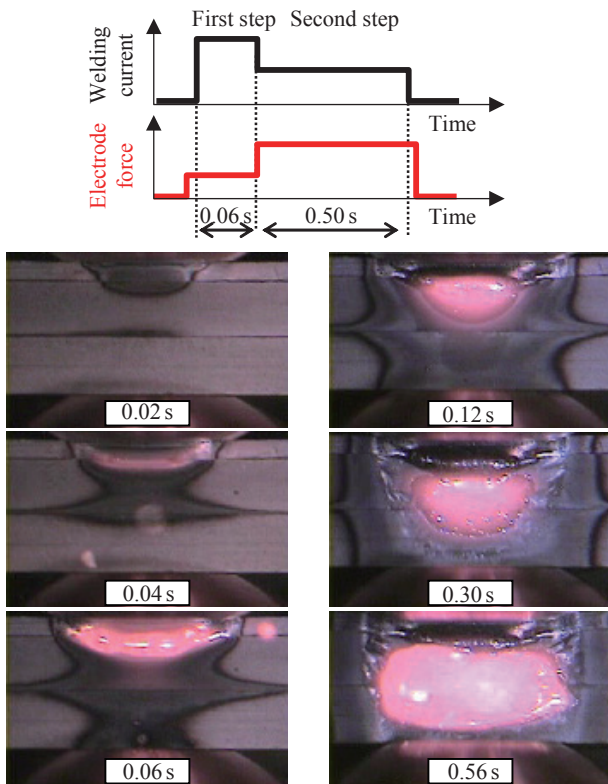 First step Second step
Welding
current
Time
Electrode
force
Time
0.06 s 0.50 s
0.02 s
0.12 s
0.04 s
0.30 s
0.06 s
0.56 s